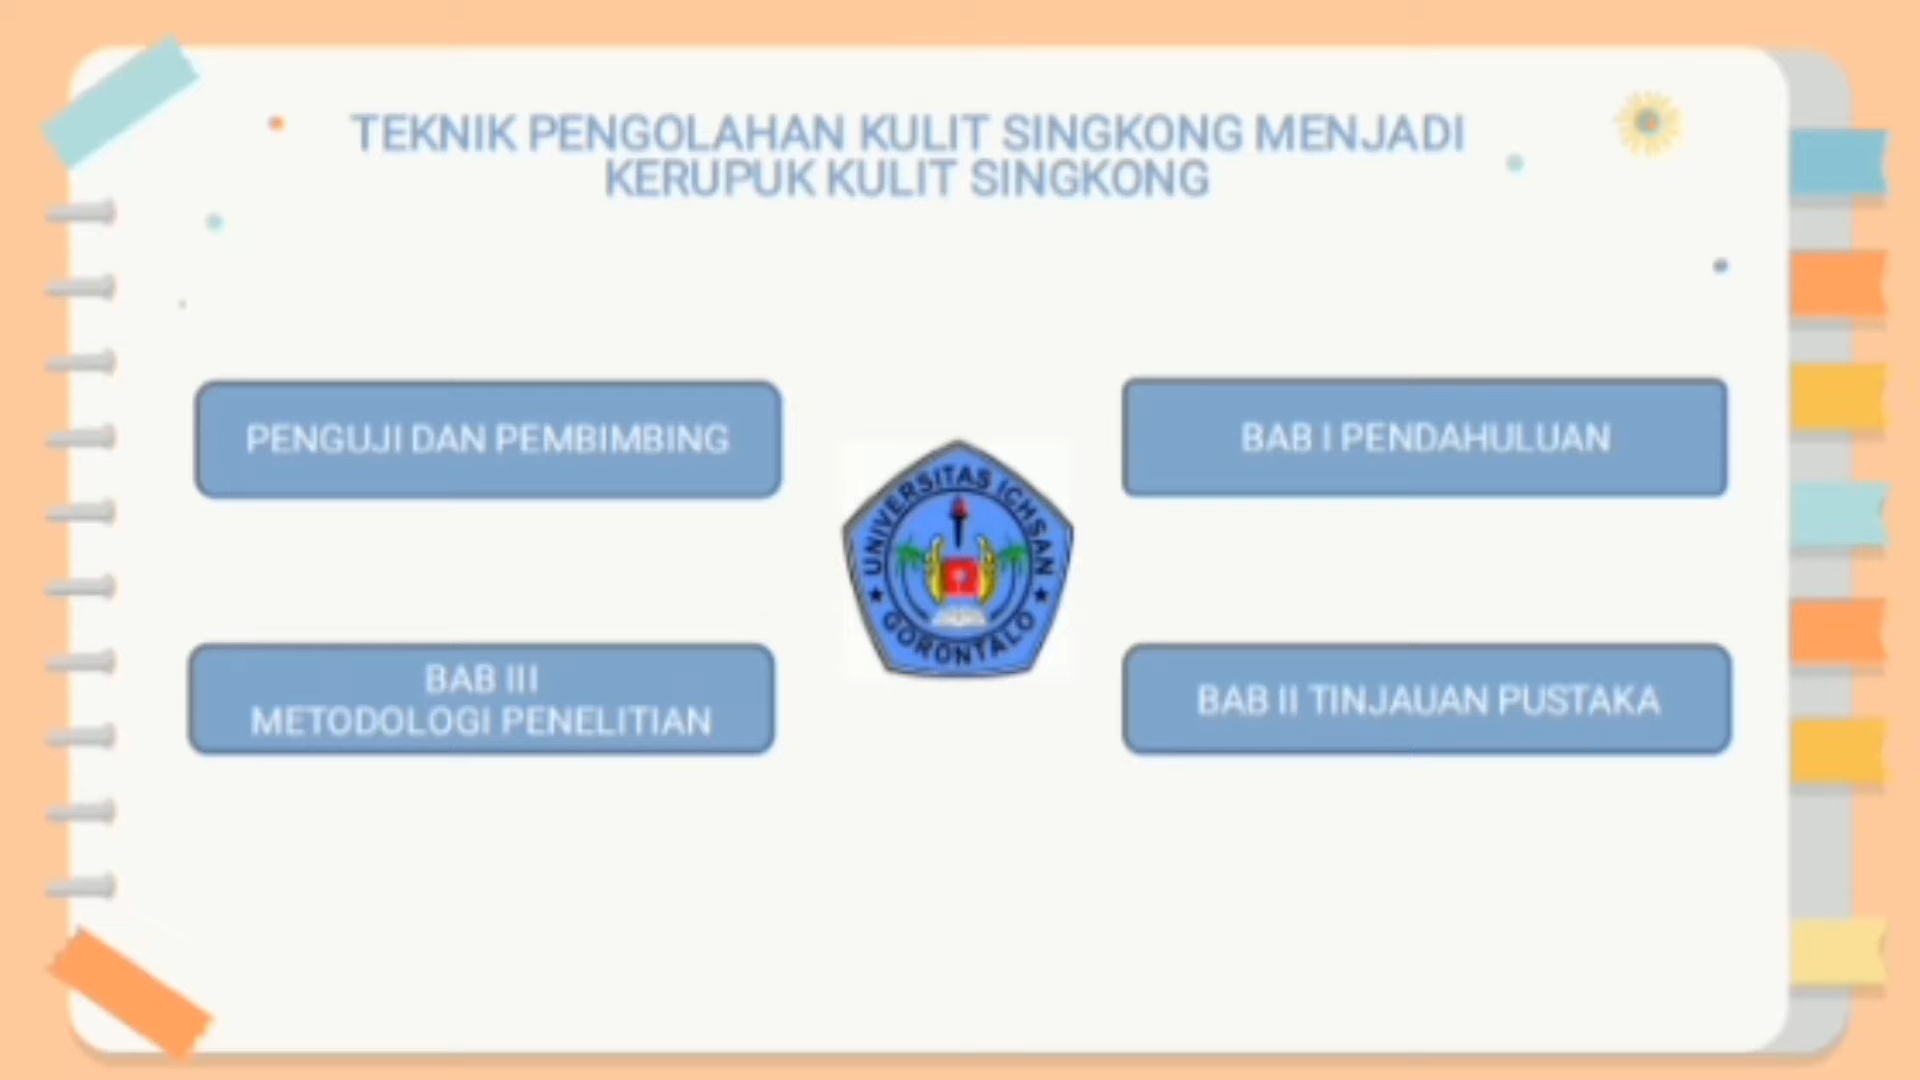 TEKNIK PENGOLAHAN KULIT SINGKONG MENJADI
KERUPUK KULIT SINGKONG
PENGUJI DAN PEMBIMBING
BAB I PENDAHULUAN
UNIVERSITAS ICHSAN
GORONTALO
BAB III
METODOLOGI PENELITIAN
BAB II TINJAUAN PUSTAKA